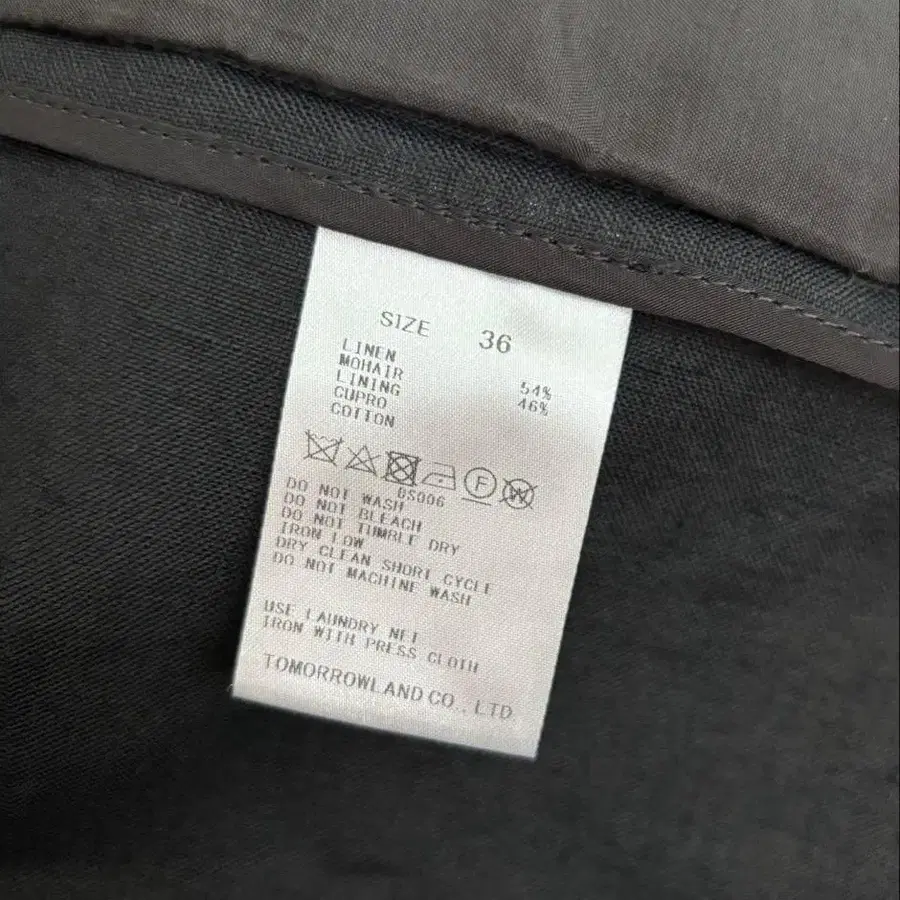 SIZE 36
LINEN 54%
MOHAIR 46%
LINING
CUPRO
COTTON
F W
BS006
DO NOT WASH
DO NOT BLEACH
DO NOT TUMBLE DRY
IRON LOW
DRY CLEAN SHORT CYCLE
DO NOT MACHINE WASH
USE LAUNDRY NET
IRON WITH PRESS CLOTH
TOMORROWLAND CO., LTD